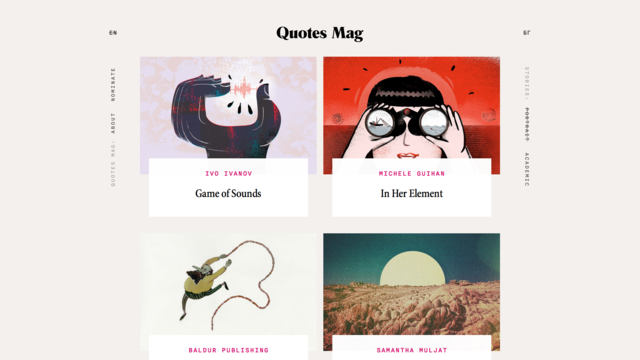 EN
Quotes Mag
БГ
QUOTES MAG: ABOUT NOMINATE
STORIES: PODCAST ACADEMIC
IVO IVANOV
Game of Sounds
MICHELE GUIHAN
In Her Element
BALDUR PUBLISHING
SAMANTHA MULJAT